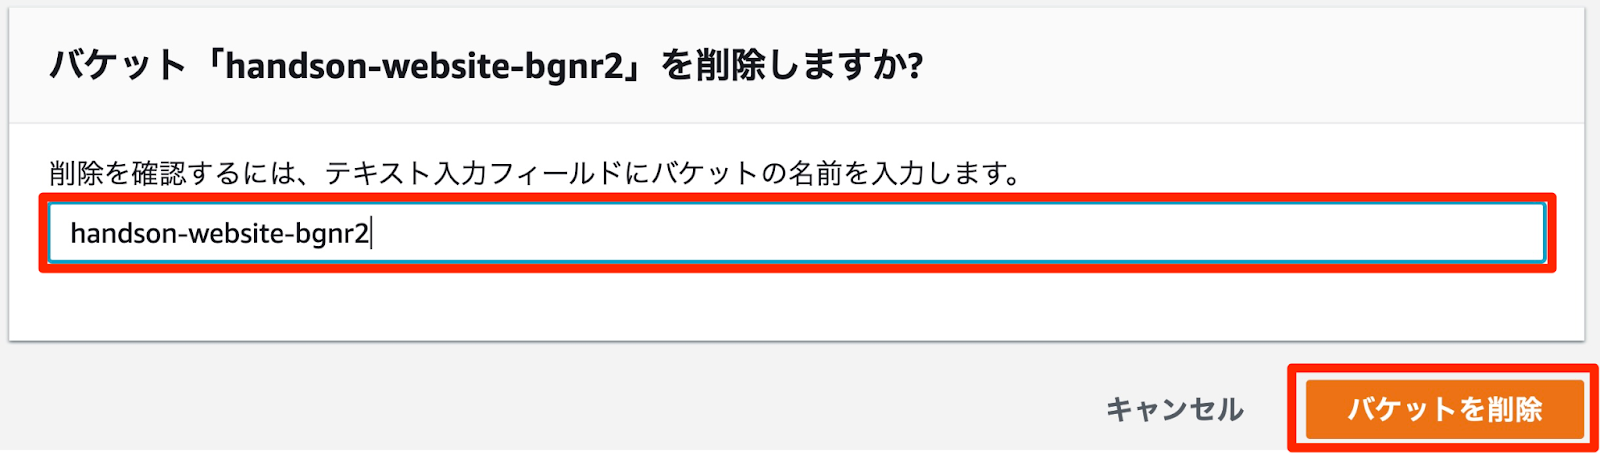 バケット「handson-website-bgnr2」を削除しますか?
削除を確認するには、テキスト入力フィールドにバケットの名前を入力します。
handson-website-bgnr2
キャンセル
バケットを削除